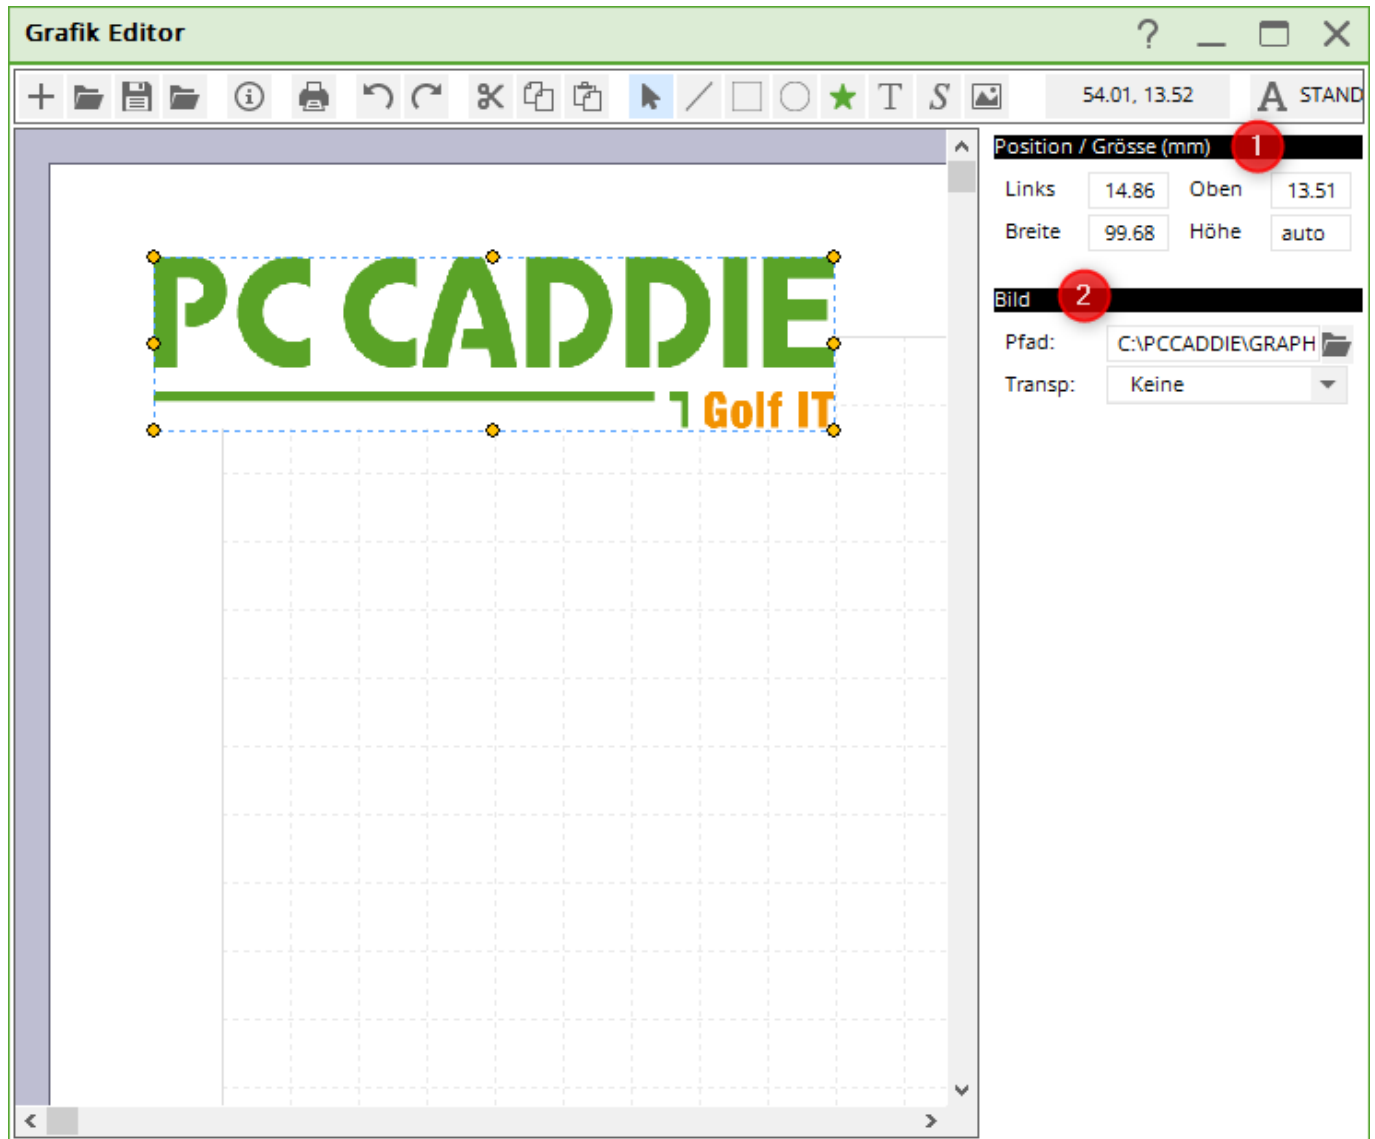 Grafik Editor
?
T S 54.01, 13.52 A STAND
Position / Grösse (mm) 1
Links 14.86 Oben 13.51
Breite 99.68 Höhe auto
PC CADDIE
Golf IT
Bild 2
Pfad: C:\PCCADDIE\GRAPH
Transp: Keine